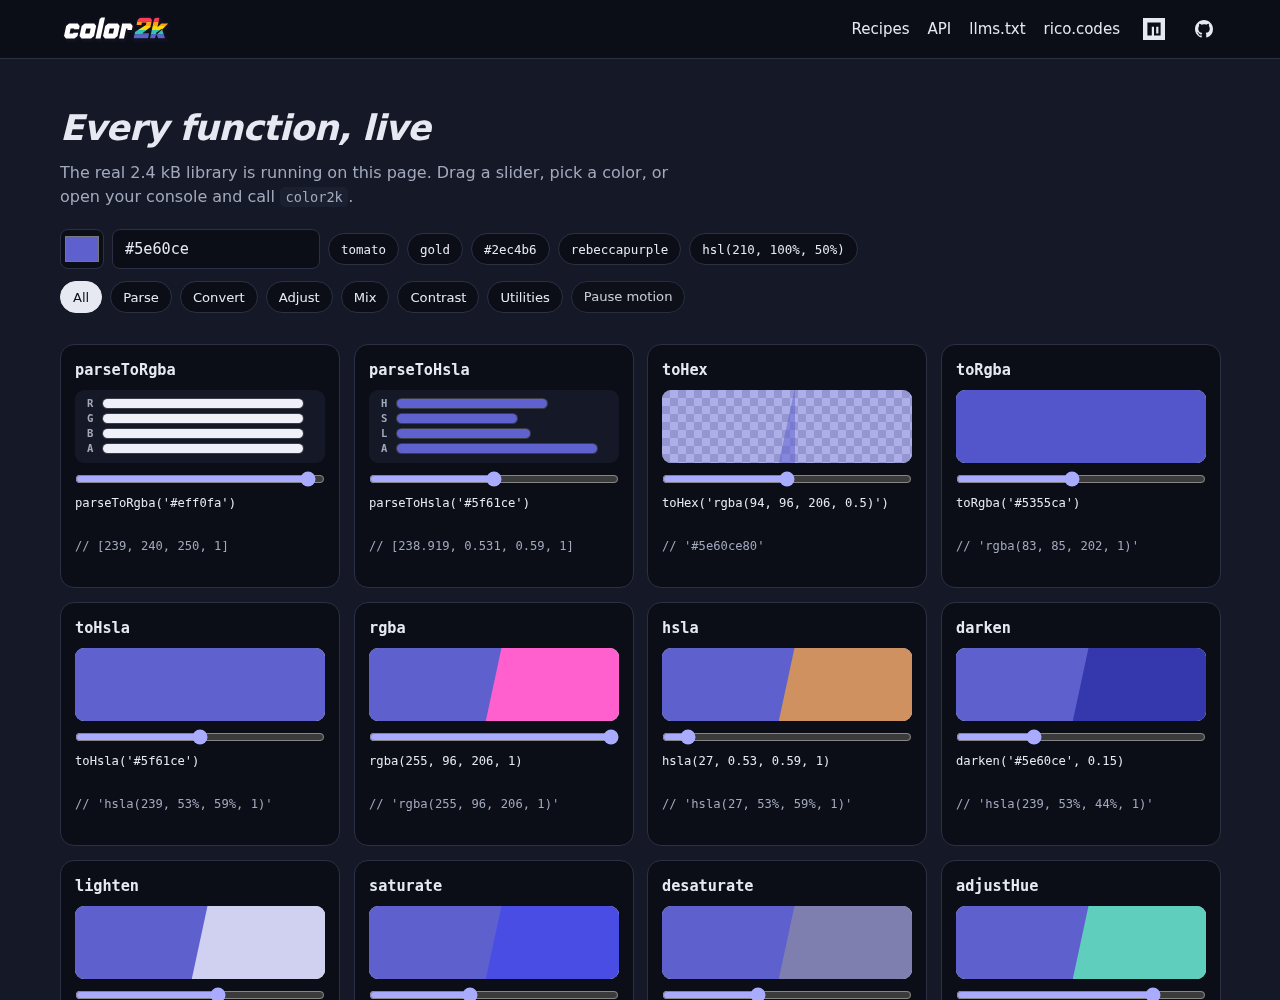 color2k
Recipes API llms.txt rico.codes
Every function, live
The real 2.4 kB library is running on this page. Drag a slider, pick a color, or
open your console and call color2k.
#5e60ce tomato gold #2ec4b6 rebeccapurple hsl(210, 100%, 50%)
All Parse Convert Adjust Mix Contrast Utilities Pause motion
parseToRgba
R
G
B
A
parseToRgba('#eff0fa')
// [239, 240, 250, 1]
parseToHsla
H
S
L
A
parseToHsla('#5f61ce')
// [238.919, 0.531, 0.59, 1]
toHex
toHex('rgba(94, 96, 206, 0.5)')
// '#5e60ce80'
toRgba
toRgba('#5355ca')
// 'rgba(83, 85, 202, 1)'
toHsla
toHsla('#5f61ce')
// 'hsla(239, 53%, 59%, 1)'
rgba
rgba(255, 96, 206, 1)
// 'rgba(255, 96, 206, 1)'
hsla
hsla(27, 0.53, 0.59, 1)
// 'hsla(27, 53%, 59%, 1)'
darken
darken('#5e60ce', 0.15)
// 'hsla(239, 53%, 44%, 1)'
lighten
saturate
desaturate
adjustHue